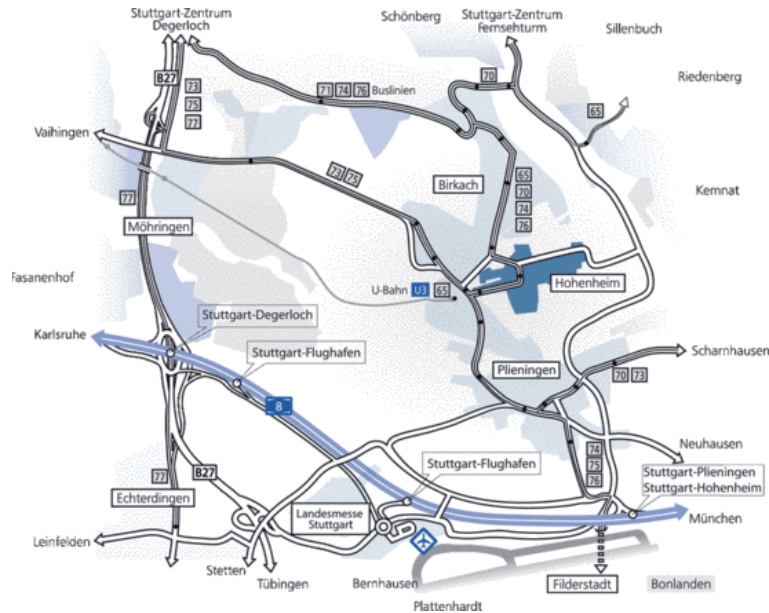 Stuttgart-Zentrum
Degerloch
Schönberg
Stuttgart-Zentrum
Fernsehturm
Sillenbuch
B27
73
75
77
71 74 76 Buslinien
70
Riedenberg
65
Vaihingen
73 75
Birkach
65
70
74
76
Kemnat
77
Möhringen
Fasanenhof
U-Bahn U3 65
Hohenheim
Stuttgart-Degerloch
Karlsruhe
Stuttgart-Flughafen
Scharnhausen
Plieningen
70 73
8
Neuhausen
74
75
76
Stuttgart-Flughafen
Stuttgart-Plieningen
Stuttgart-Hohenheim
77
B27
Echterdingen
Landesmesse
Stuttgart
München
Leinfelden
Stetten
Tübingen
Bernhausen
Filderstadt
Bonlanden
Plattenhardt